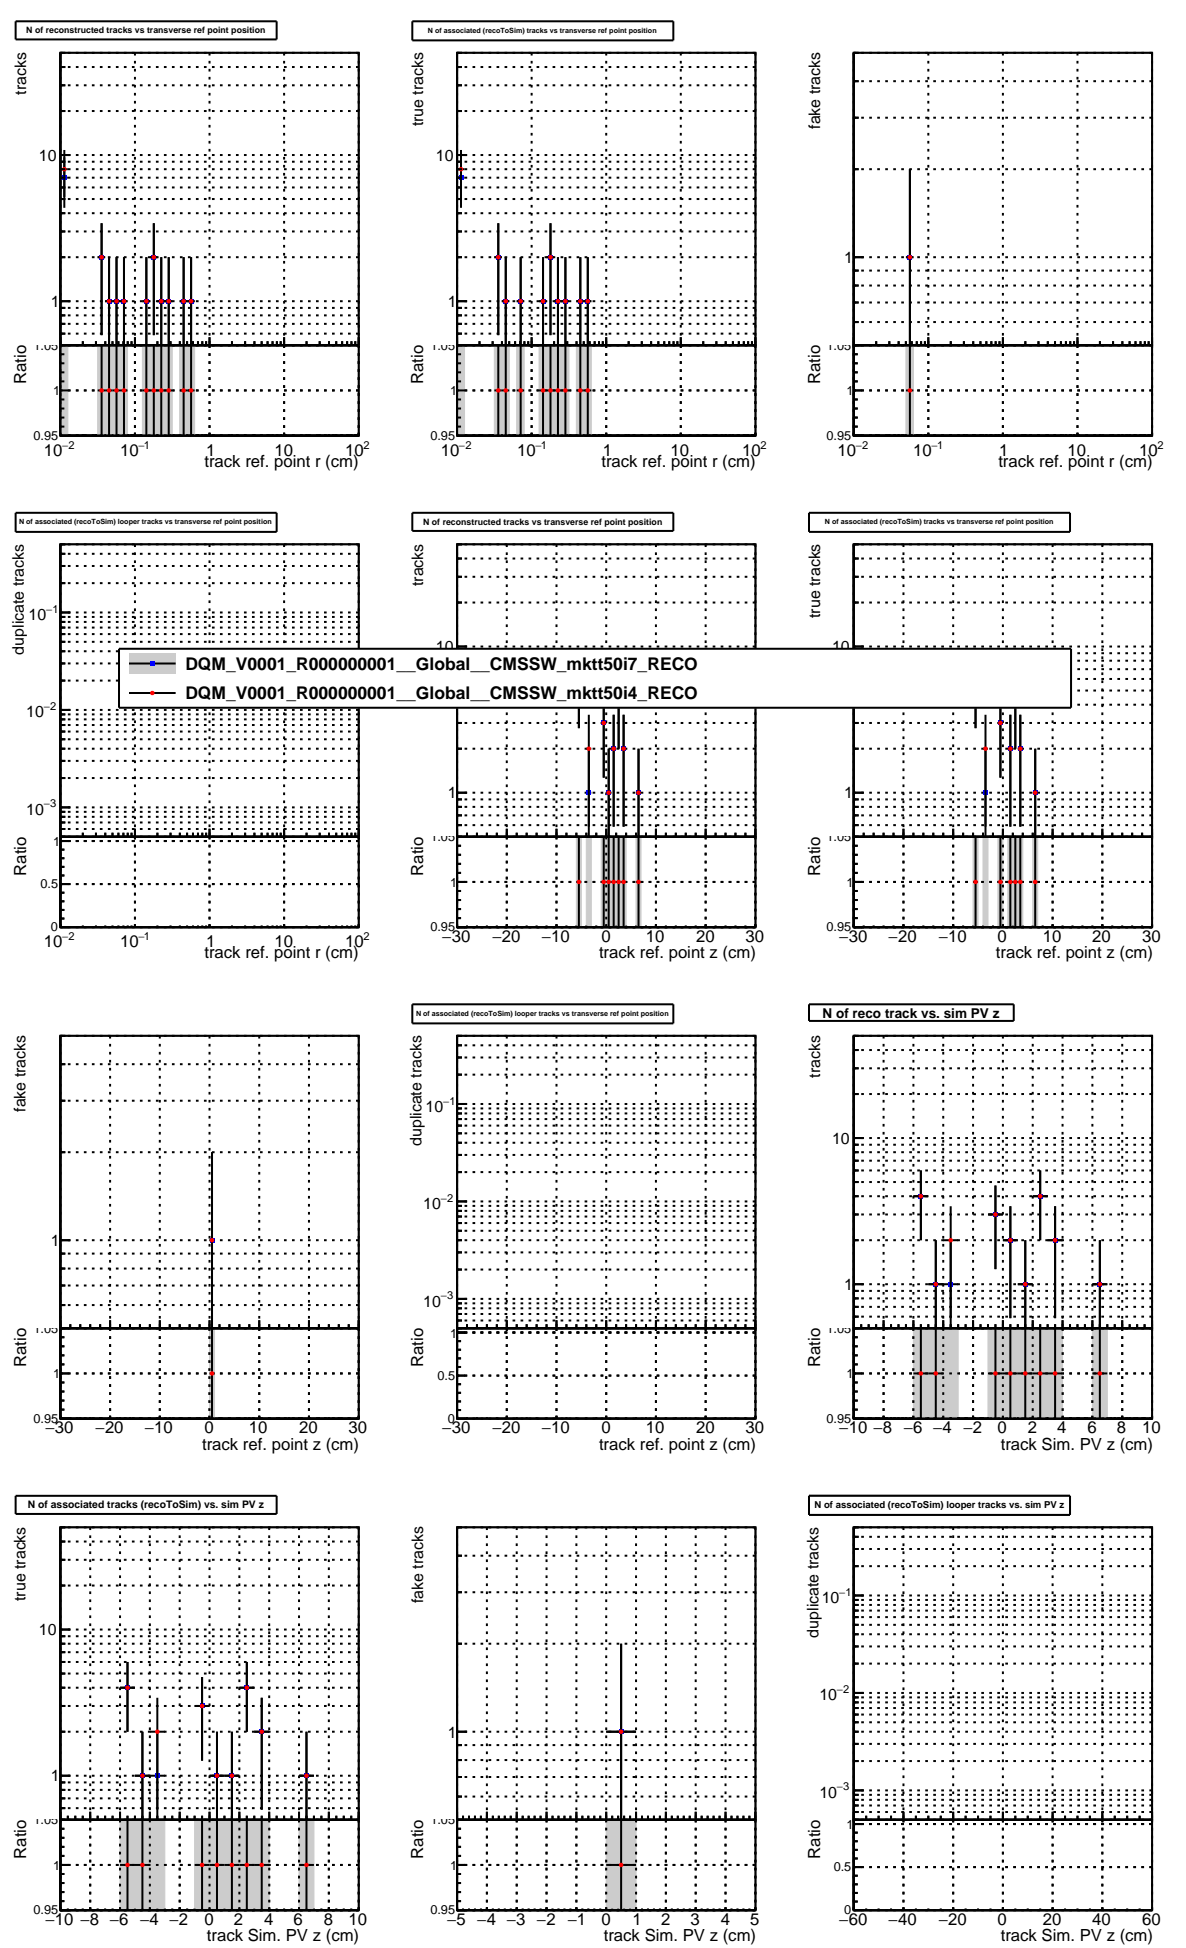 N of reconstructed tracks vs transverse ref point position
tracks
10
1
Ratio
1.05
1
0.95
10−2 10−1 1 10 102
track ref. point r (cm)
N of associated (recoToSim) tracks vs transverse ref point position
true tracks
10
1
Ratio
1.05
1
0.95
10−2 10−1 1 10 102
track ref. point r (cm)
fake tracks
1
Ratio
1.05
1
0.95
10−2 10−1 1 10 102
track ref. point r (cm)
N of associated (recoToSim) looper tracks vs transverse ref point position
duplicate tracks
10−1
10−2
10−3
Ratio
1
0.5
0
10−2 10−1 1 10 102
track ref. point r (cm)
N of reconstructed tracks vs transverse ref point position
tracks
10
1
Ratio
1.05
1
0.95
−30 −20 −10 0 10 20 30
track ref. point z (cm)
N of associated (recoToSim) tracks vs transverse ref point position
true tracks
10
1
Ratio
1.05
1
0.95
−30 −20 −10 0 10 20 30
track ref. point z (cm)
DQM_V0001_R000000001__Global__CMSSW_mktt50i7_RECO
DQM_V0001_R000000001__Global__CMSSW_mktt50i4_RECO
fake tracks
1
Ratio
1.05
1
0.95
−30 −20 −10 0 10 20 30
track ref. point z (cm)
N of associated (recoToSim) looper tracks vs transverse ref point position
duplicate tracks
10−1
10−2
10−3
Ratio
1
0.5
0
−30 −20 −10 0 10 20 30
track ref. point z (cm)
N of reco track vs. sim PV z
tracks
10
1
Ratio
1.05
1
0.95
−10 −8 −6 −4 −2 0 2 4 6 8 10
track Sim. PV z (cm)
N of associated tracks (recoToSim) vs. sim PV z
true tracks
10
1
Ratio
1.05
1
0.95
−10 −8 −6 −4 −2 0 2 4 6 8 10
track Sim. PV z (cm)
fake tracks
1
Ratio
1.05
1
0.95
−5 −4 −3 −2 −1 0 1 2 3 4 5
track Sim. PV z (cm)
N of associated (recoToSim) looper tracks vs. sim PV z
duplicate tracks
10−1
10−2
10−3
Ratio
1
0.5
0
−60 −40 −20 0 20 40 60
track Sim. PV z (cm)